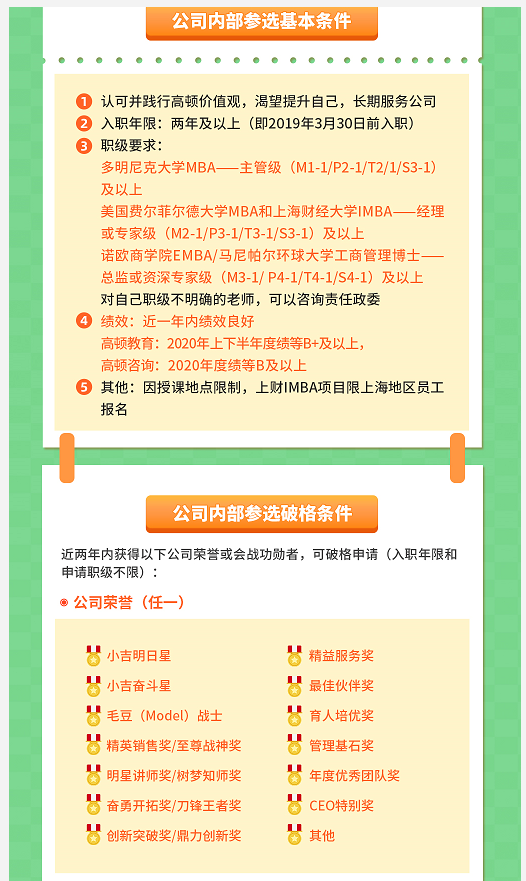 公司内部参选基本条件
1 认可并践行高顿价值观，渴望提升自己，长期服务公司
2 入职年限：两年及以上（即2019年3月30日前入职）
3 职级要求：
多明尼克大学MBA——主管级（M1-1/P2-1/T2/1/S3-1）
及以上
美国费尔菲尔德大学MBA和上海财经大学IMBA——经理
或专家级（M2-1/P3-1/T3-1/S3-1）及以上
诺欧商学院EMBA/马尼帕尔环球大学工商管理博士——
总监或资深专家级（M3-1/ P4-1/T4-1/S4-1）及以上
对自己职级不明确的老师，可以咨询责任政委
4 绩效：近一年内绩效良好
高顿教育：2020年上下半年度绩等B+及以上，
高顿咨询：2020年度绩等B及以上
5 其他：因授课地点限制，上财IMBA项目限上海地区员工
报名
公司内部参选破格条件
近两年内获得以下公司荣誉或会战功勋者，可破格申请（入职年限和
申请职级不限）：
公司荣誉（任一）
小吉明日星
精益服务奖
小吉奋斗星
最佳伙伴奖
毛豆（Model）战士
育人培优奖
精英销售奖/至尊战神奖
管理基石奖
明星讲师奖/树梦知师奖
年度优秀团队奖
奋勇开拓奖/刀锋王者奖
CEO特别奖
创新突破奖/鼎力创新奖
其他